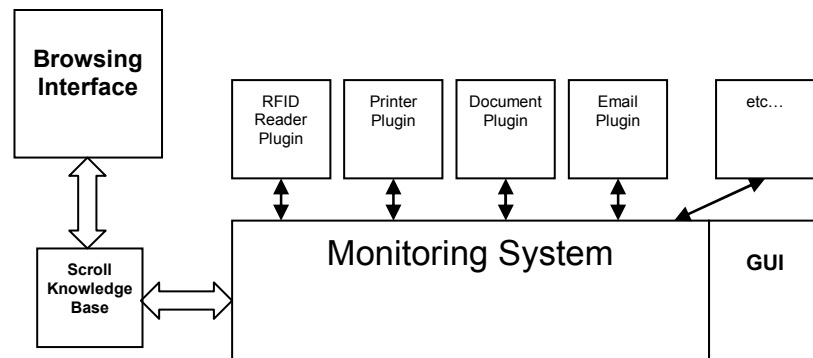 Browsing
Interface
RFID
Reader
Plugin
Printer
Plugin
Document
Plugin
Email
Plugin
etc...
Monitoring System
GUI
Scroll
Knowledge
Base